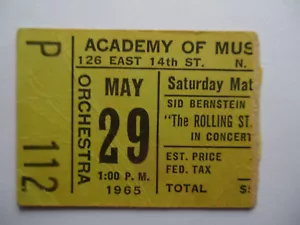 P
112
ORCHESTRA
ACADEMY OF MUS
126 EAST 14th ST. N.
MAY
29
1:00 P. M.
1965
Saturday Mat
SID BERNSTEIN
"The ROLLING ST
IN CONCERT
EST. PRICE
FED. TAX
TOTAL $